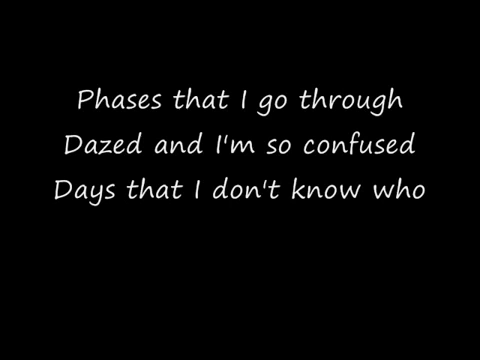 Phases that I go through
Dazed and I'm so confused
Days that I don't know who